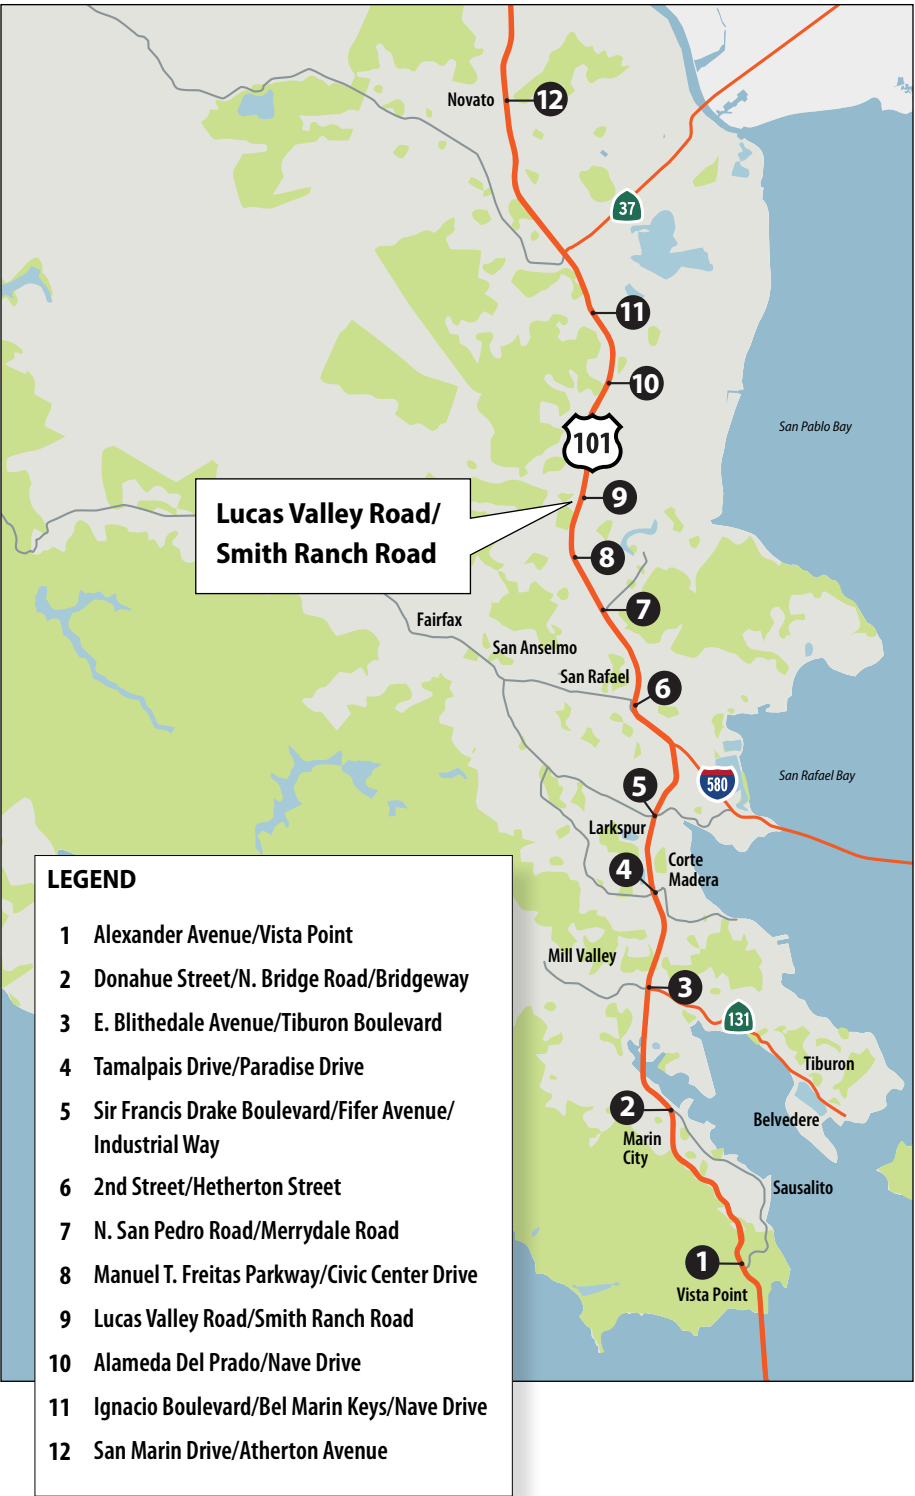 Novato
12
37
11
10
101
San Pablo Bay
9
Lucas Valley Road/
Smith Ranch Road
8
7
Fairfax
San Anselmo
San Rafael
6
5
580
San Rafael Bay
Larkspur
4
Corte
Madera
Mill Valley
3
131
Tiburon
2
Belvedere
Marin
City
Sausalito
1
Vista Point
LEGEND
1 Alexander Avenue/Vista Point
2 Donahue Street/N. Bridge Road/Bridgeway
3 E. Blithedale Avenue/Tiburon Boulevard
4 Tamalpais Drive/Paradise Drive
5 Sir Francis Drake Boulevard/Fifer Avenue/
Industrial Way
6 2nd Street/Hetherton Street
7 N. San Pedro Road/Merrydale Road
8 Manuel T. Freitas Parkway/Civic Center Drive
9 Lucas Valley Road/Smith Ranch Road
10 Alameda Del Prado/Nave Drive
11 Ignacio Boulevard/Bel Marin Keys/Nave Drive
12 San Marin Drive/Atherton Avenue